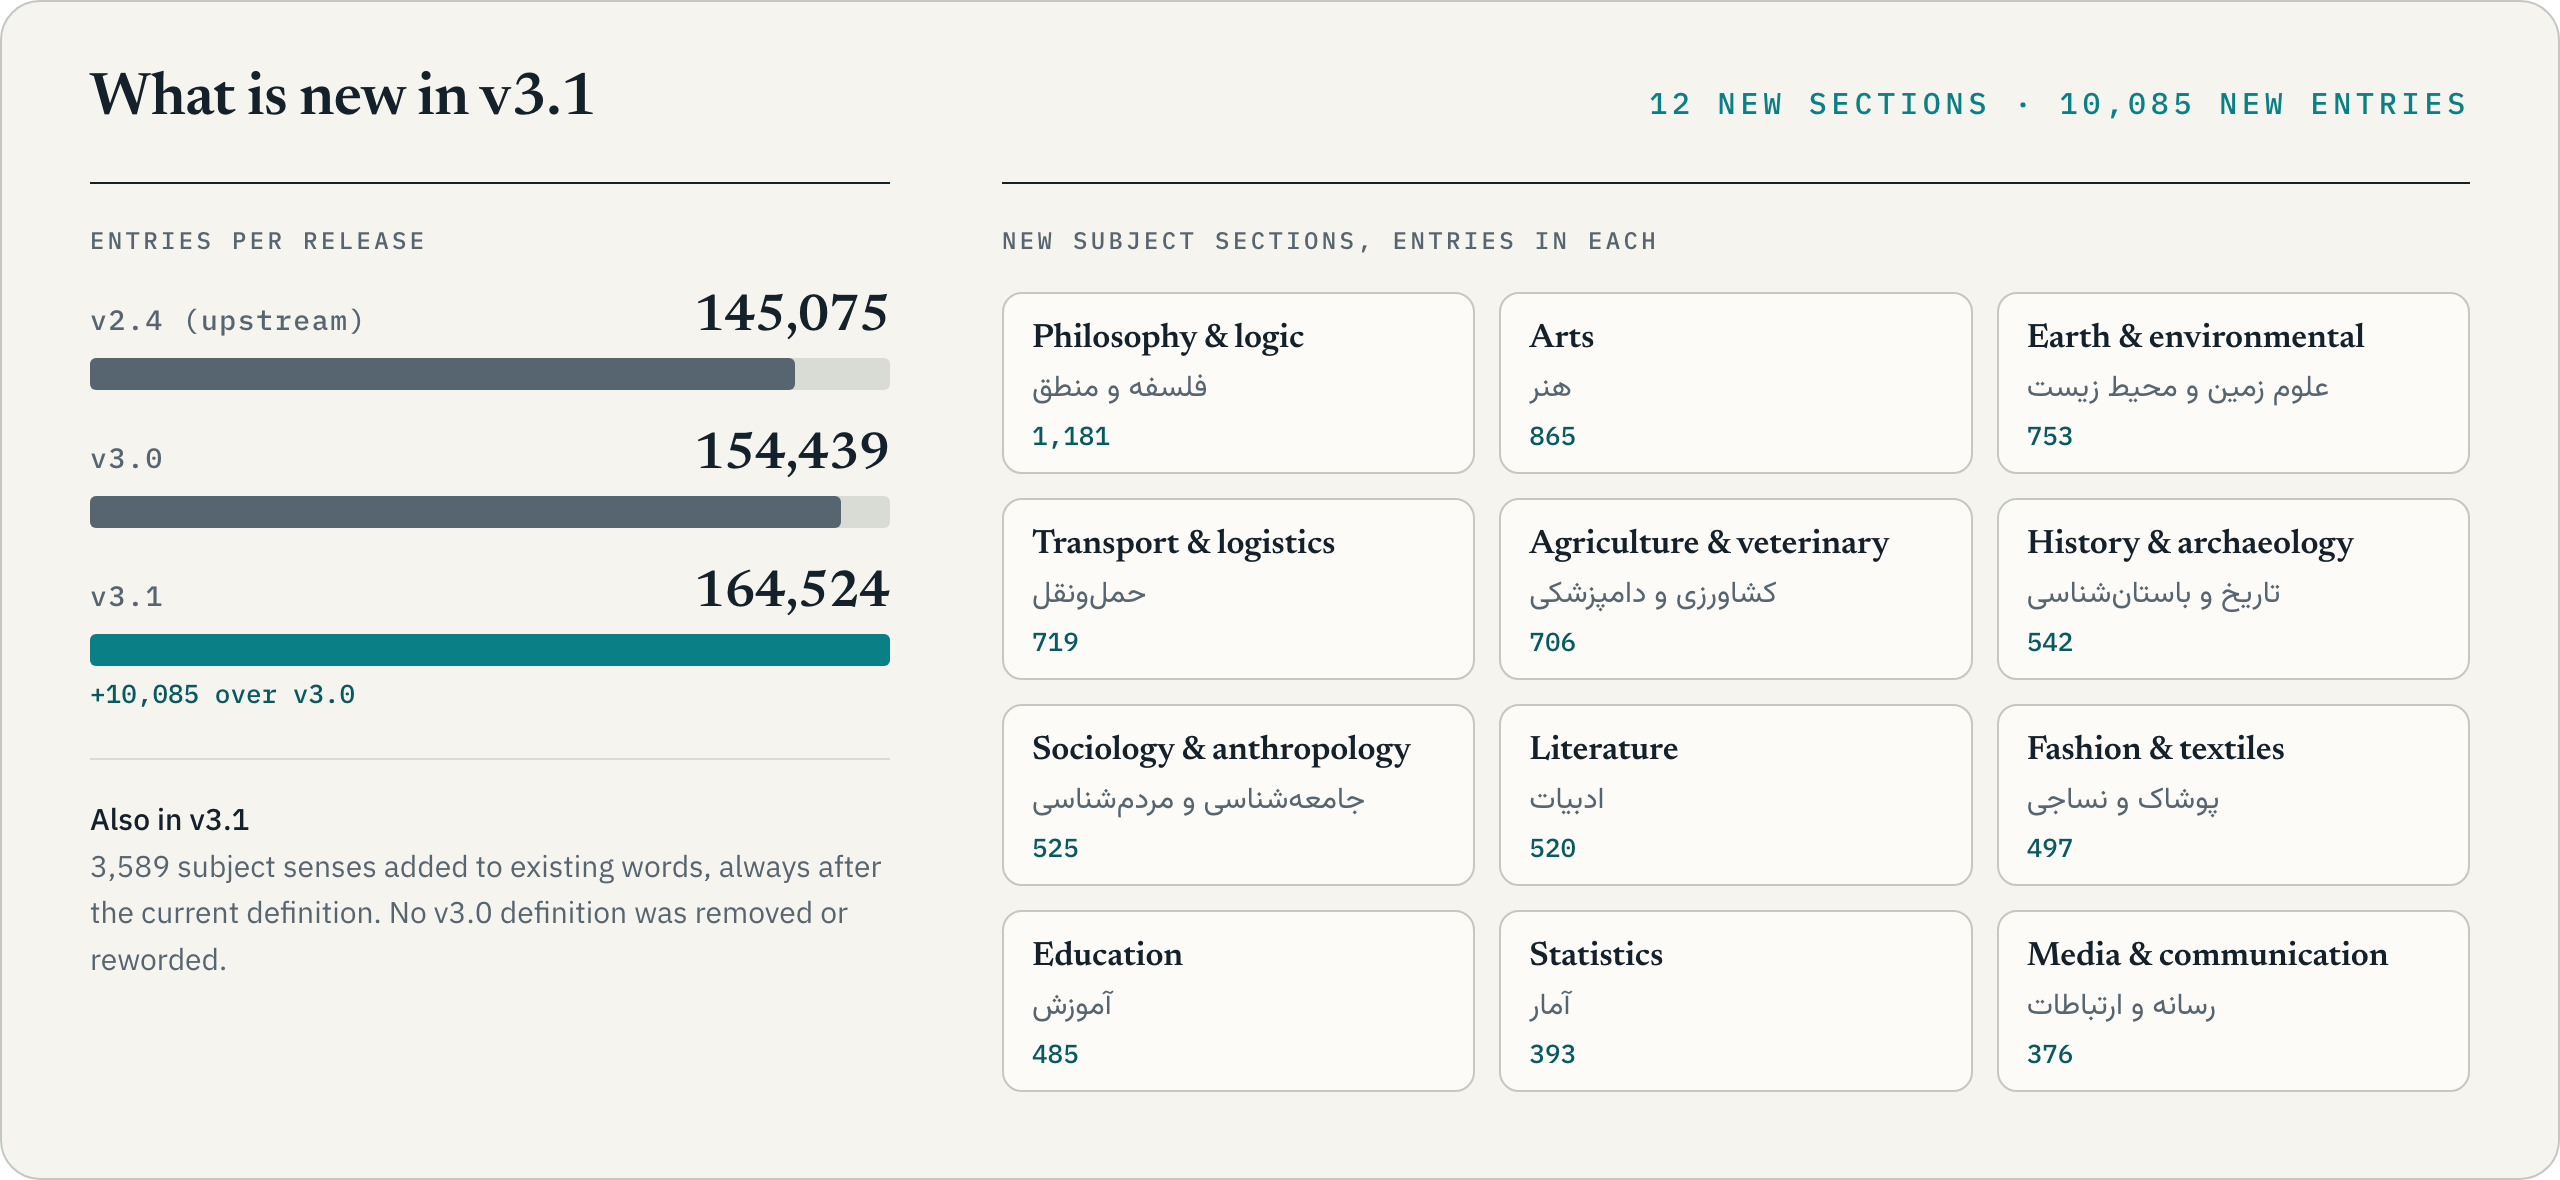 What is new in v3.1
12 NEW SECTIONS · 10,085 NEW ENTRIES
ENTRIES PER RELEASE
v2.4 (upstream)
145,075
v3.0
154,439
v3.1
164,524
+10,085 over v3.0
Also in v3.1
3,589 subject senses added to existing words, always after
the current definition. No v3.0 definition was removed or
reworded.
NEW SUBJECT SECTIONS, ENTRIES IN EACH
Philosophy & logic
فلسفه و منطق
1,181
Arts
هنر
865
Earth & environmental
علوم زمین و محیط زیست
753
Transport & logistics
حمل‌ونقل
719
Agriculture & veterinary
کشاورزی و دامپزشکی
706
History & archaeology
تاریخ و باستان‌شناسی
542
Sociology & anthropology
جامعه‌شناسی و مردم‌شناسی
525
Literature
ادبیات
520
Fashion & textiles
پوشاک و نساجی
497
Education
آموزش
485
Statistics
آمار
393
Media & communication
رسانه و ارتباطات
376